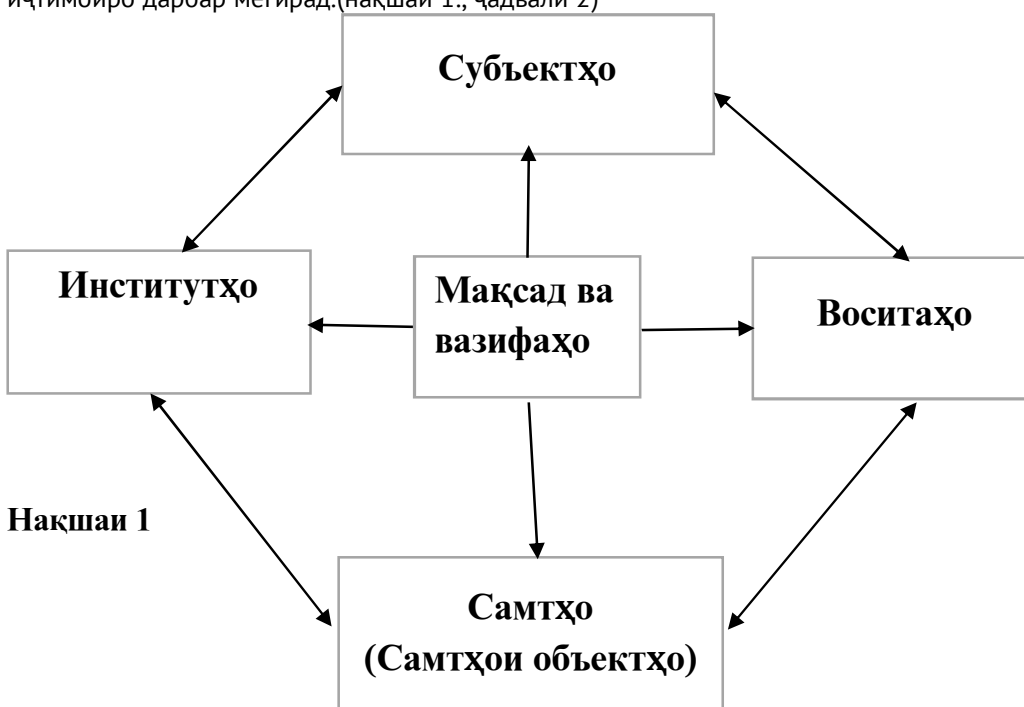 иҷтимоиро дарбар мегирад.(нақшаи 1., ҷадвали 2)
Субъектҳо
Институтҳо
Мақсад ва
вазифаҳо
Воситаҳо
Нақшаи 1
Самтҳо
(Самтҳои объектҳо)